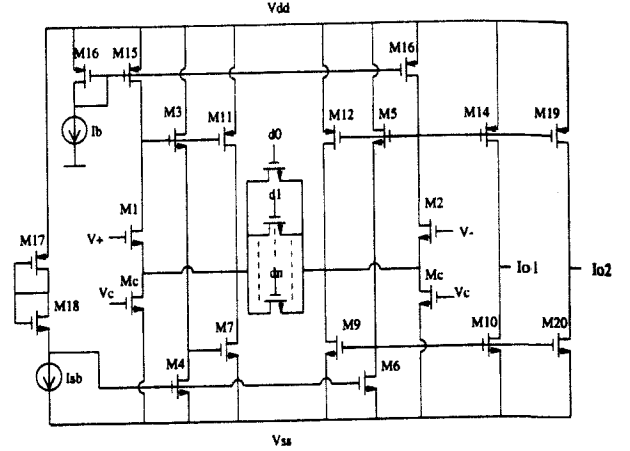 Vdd
M16 M15 M16
M3 M11 M12 M5 M14 M19
Ib
d0
d1
M1 M2
V+ V-
M17
Mc Mc
Io1 Io2
Vc dn Vc
M18
M7 M9 M10 M20
M4 M6
Isb
Vss